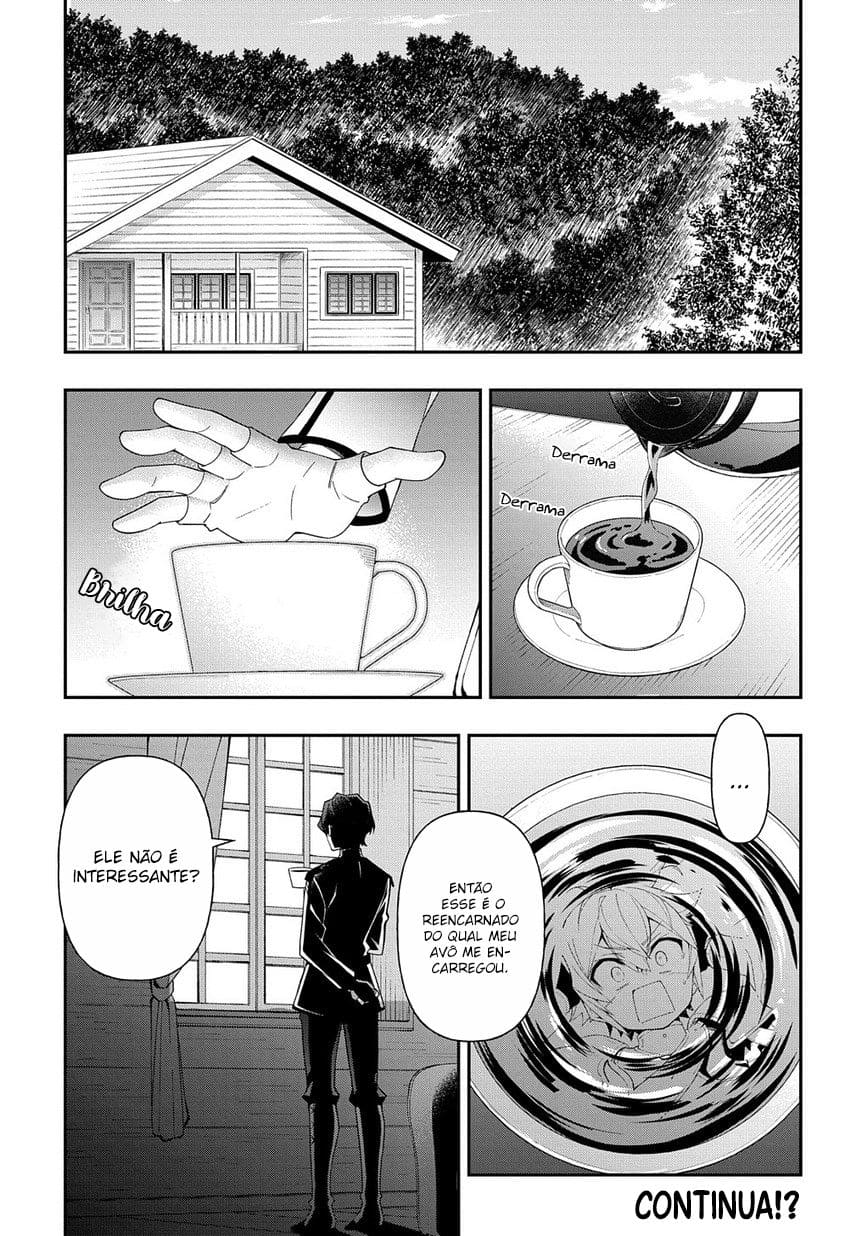 Derrama
Derrama
Brilha
...
ENTÃO
ESSE É O
REENCARNADO
DO QUAL MEU
AVÔ ME EN-
CARREGOU.
ELE NÃO É
INTERESSANTE?
CONTINUA!?